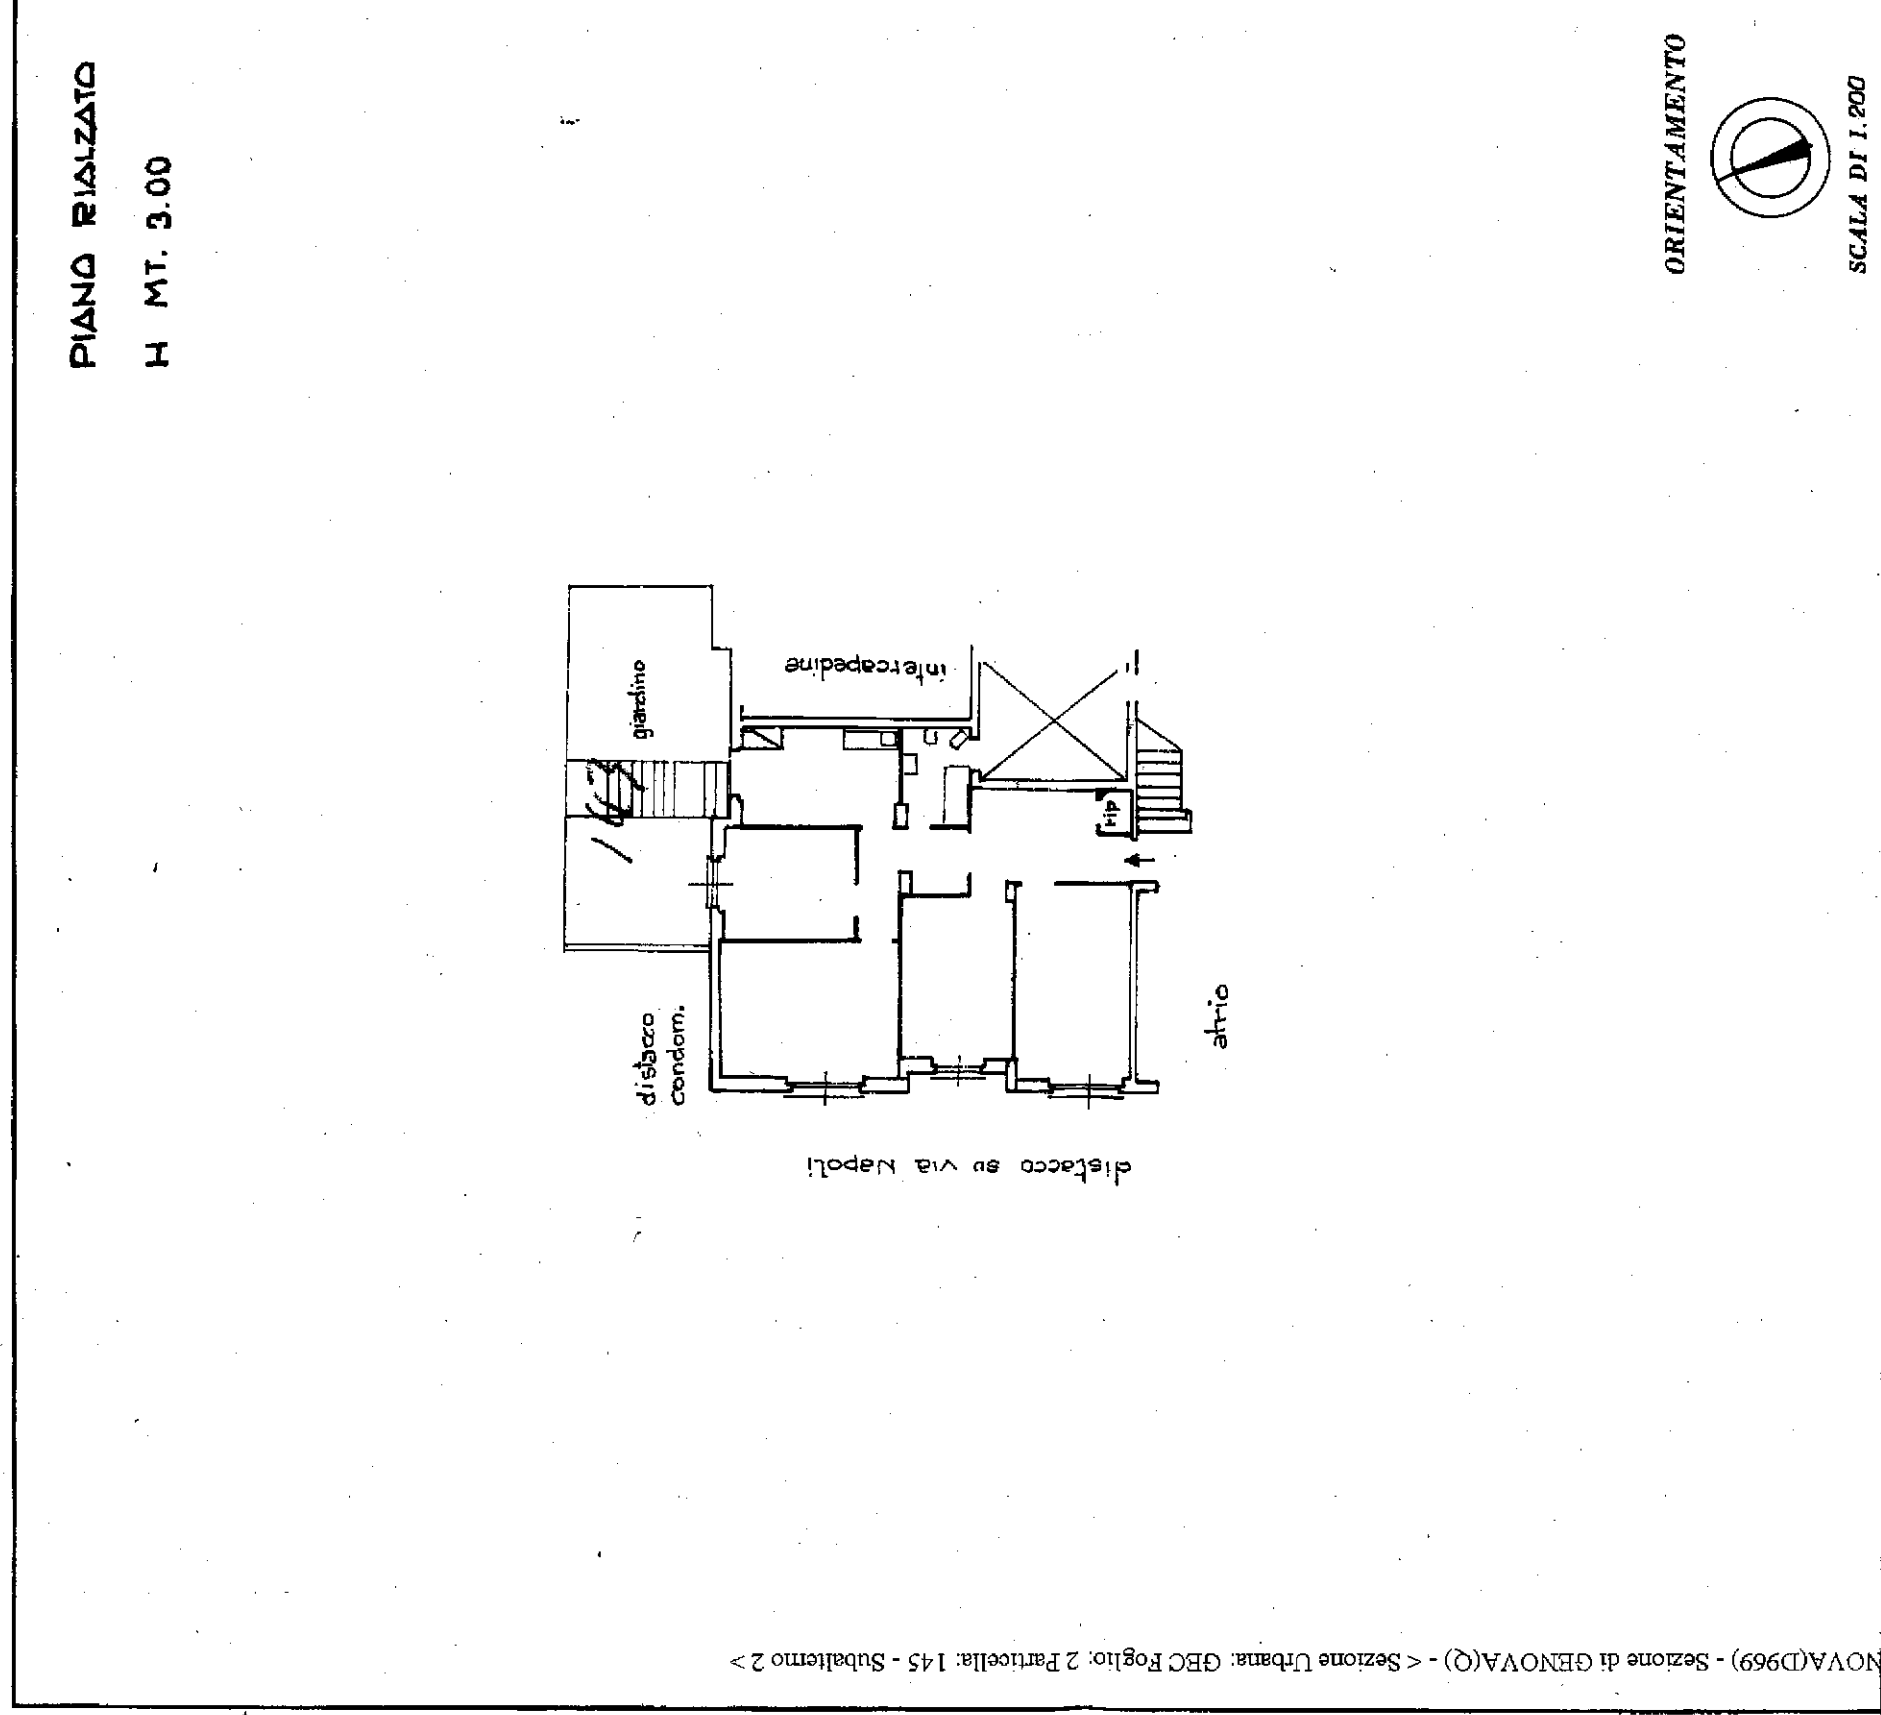 PIANO RIALZATO
H MT. 3.00
ORIENTAMENTO
SCALA DI 1.200
giardino
intercapedine
rip
distacco
condom.
atrio
distacco su via Napoli
NOVA(D969) - Sezione di GENOVA(Q) - < Sezione Urbana: GEC Foglio: 2 Particella: 145 - Subalterno 2 >